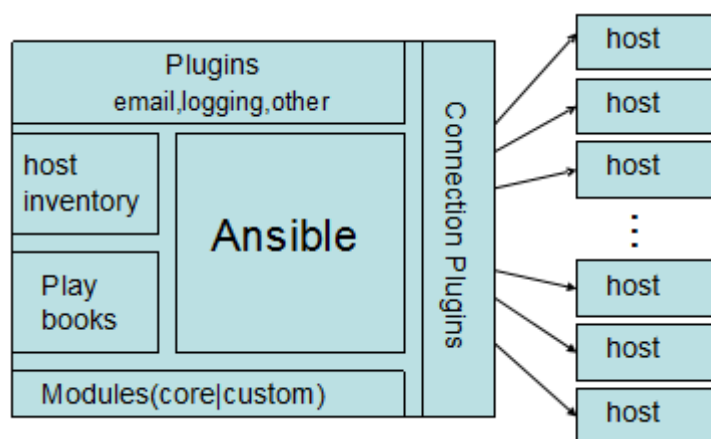 Plugins
email,logging,other
host
inventory
Ansible
Play
books
Modules(core|custom)
Connection Plugins
host
host
host
⋮
host
host
host